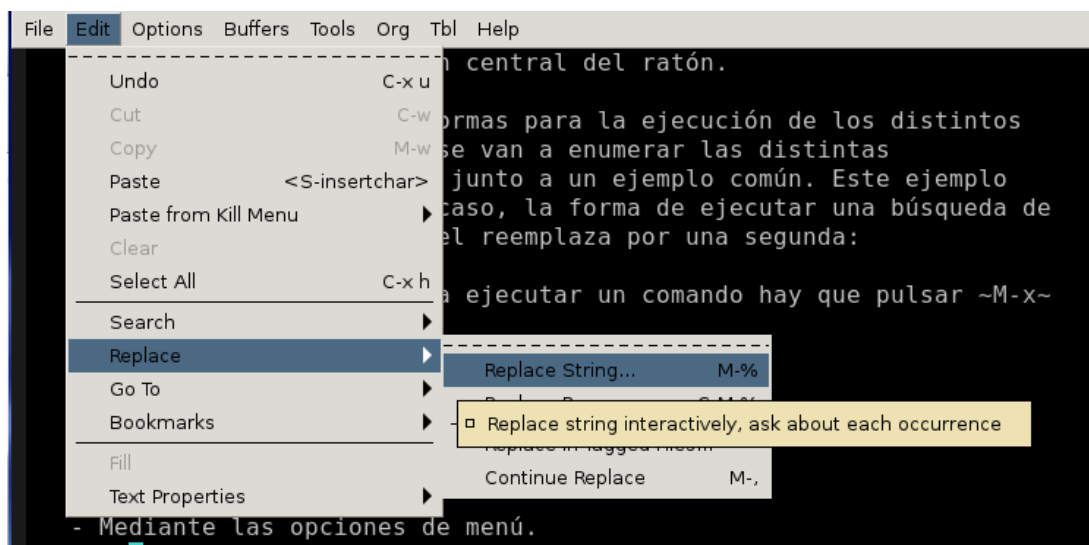 File Edit Options Buffers Tools Org Tbl Help
n central del ratón.
Undo C-x u
Cut C-w
ormas para la ejecución de los distintos
Copy M-w
se van a enumerar las distintas
Paste <S-insertchar>
junto a un ejemplo común. Este ejemplo
Paste from Kill Menu
caso, la forma de ejecutar una búsqueda de
el reemplaza por una segunda:
Clear
Select All C-x h
a ejecutar un comando hay que pulsar ~M-x~
Search
Replace
Replace String... M-%
Go To
Bookmarks
Replace string interactively, ask about each occurrence
Fill
Continue Replace M-,
Text Properties
- Mediante las opciones de menú.